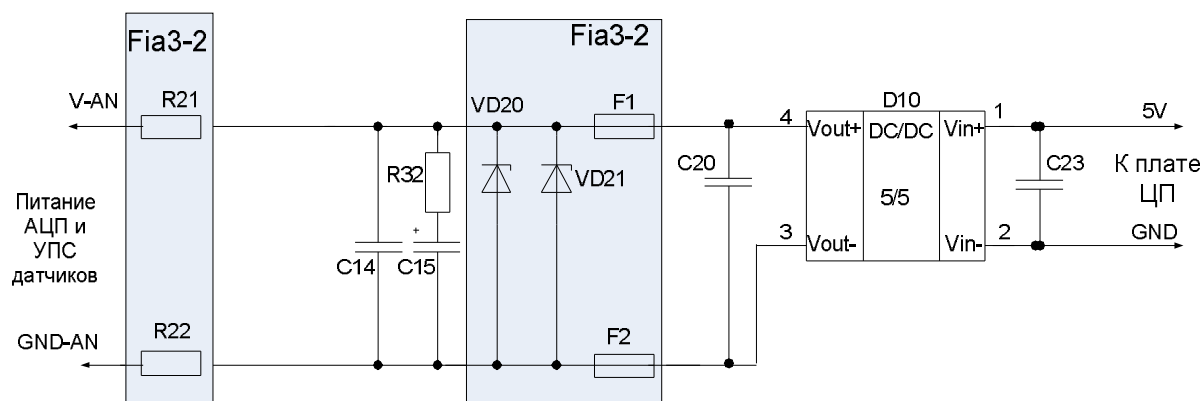 Fia3-2
Fia3-2
V-AN
R21
VD20
F1
D10
4
Vout+
DC/DC
Vin+
1
5V
R32
VD21
C20
C23
К плате
ЦП
5/5
Питание
АЦП и
УПС
датчиков
+
C14
C15
3
Vout-
Vin-
2
GND
GND-AN
R22
F2